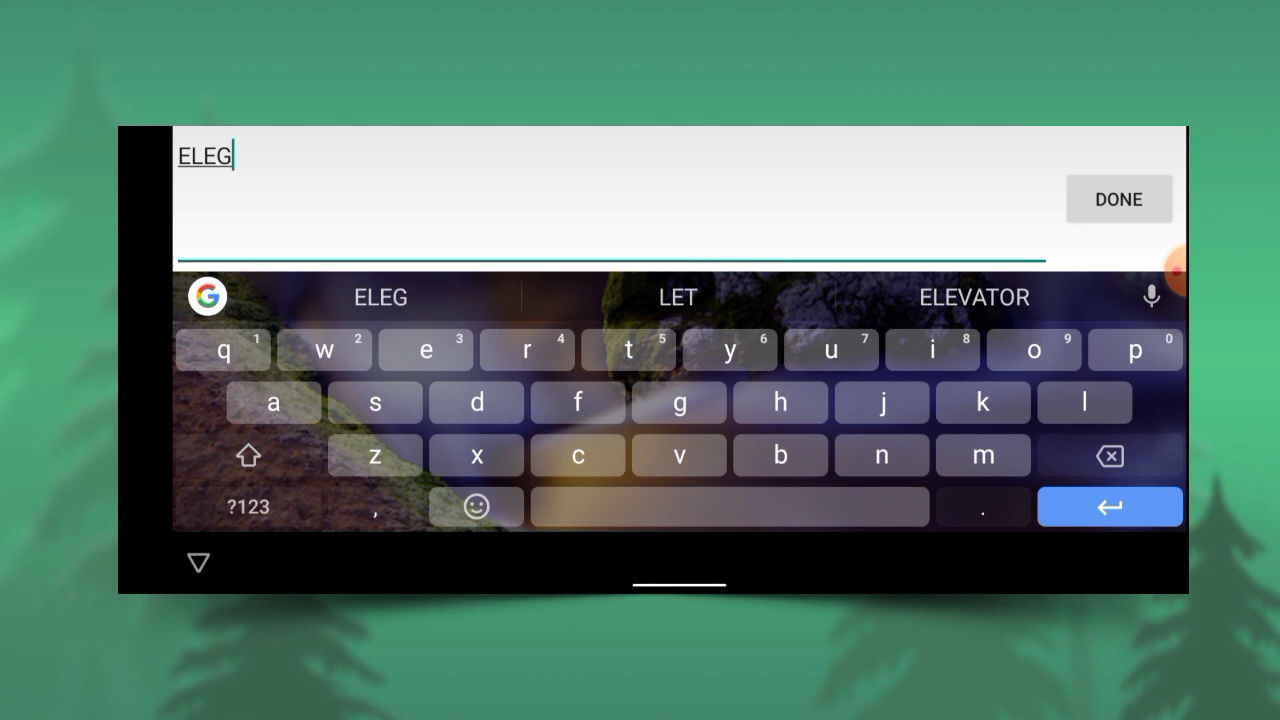 ELEG
DONE
ELEG LET ELEVATOR
q 1 w 2 e 3 r 4 t 5 y 6 u 7 i 8 o 9 p 0
a s d f g h j k l
z x c v b n m
?123 , .